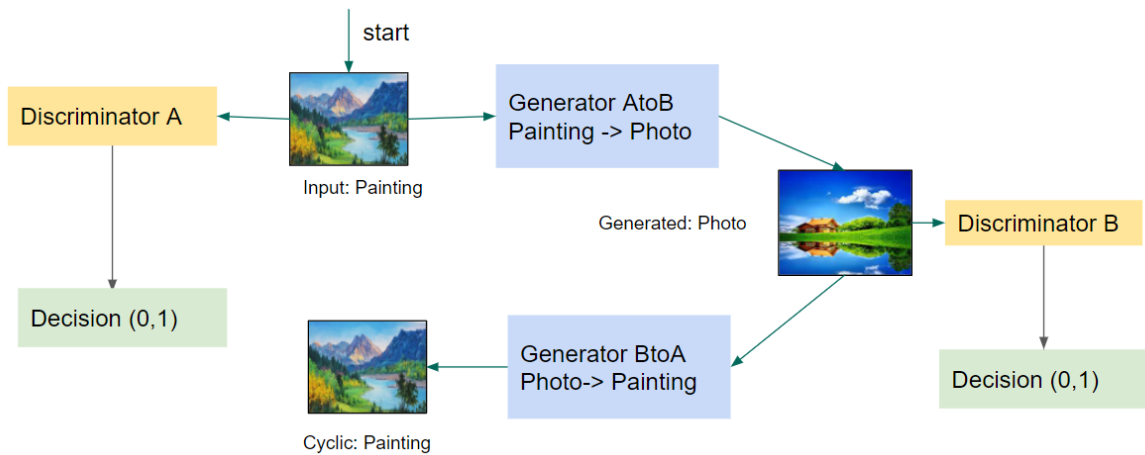 start
Discriminator A
Generator AtoB
Painting -> Photo
Input: Painting
Generated: Photo
Discriminator B
Decision (0,1)
Generator BtoA
Photo-> Painting
Decision (0,1)
Cyclic: Painting